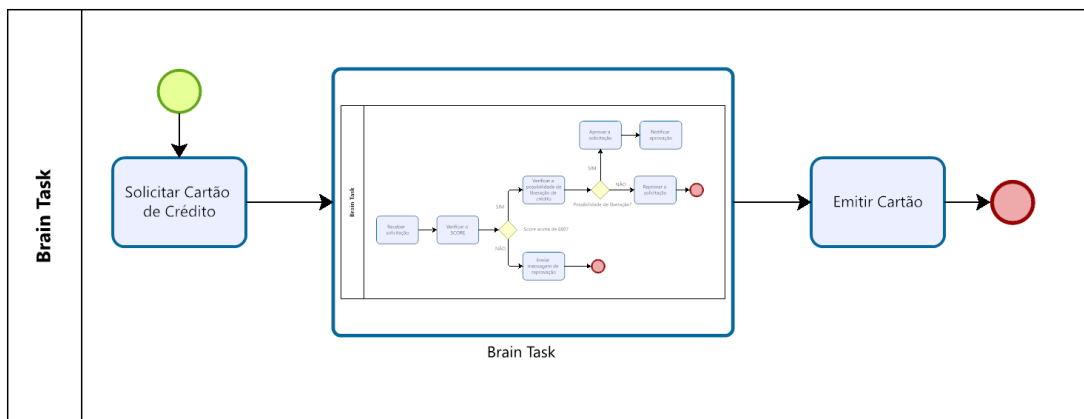 Brain Task
Solicitar Cartão
de Crédito
Brain Task
Receber
solicitação
Verificar o
SCORE
Score acima de 600?
SIM
NÃO
Verificar a
possibilidade de
liberação de
crédito
Enviar
mensagem de
reprovação
Possibilidade de liberação?
SIM
NÃO
Aprovar a
solicitação
Notificar
aprovação
Reprovar a
solicitação
Brain Task
Emitir Cartão